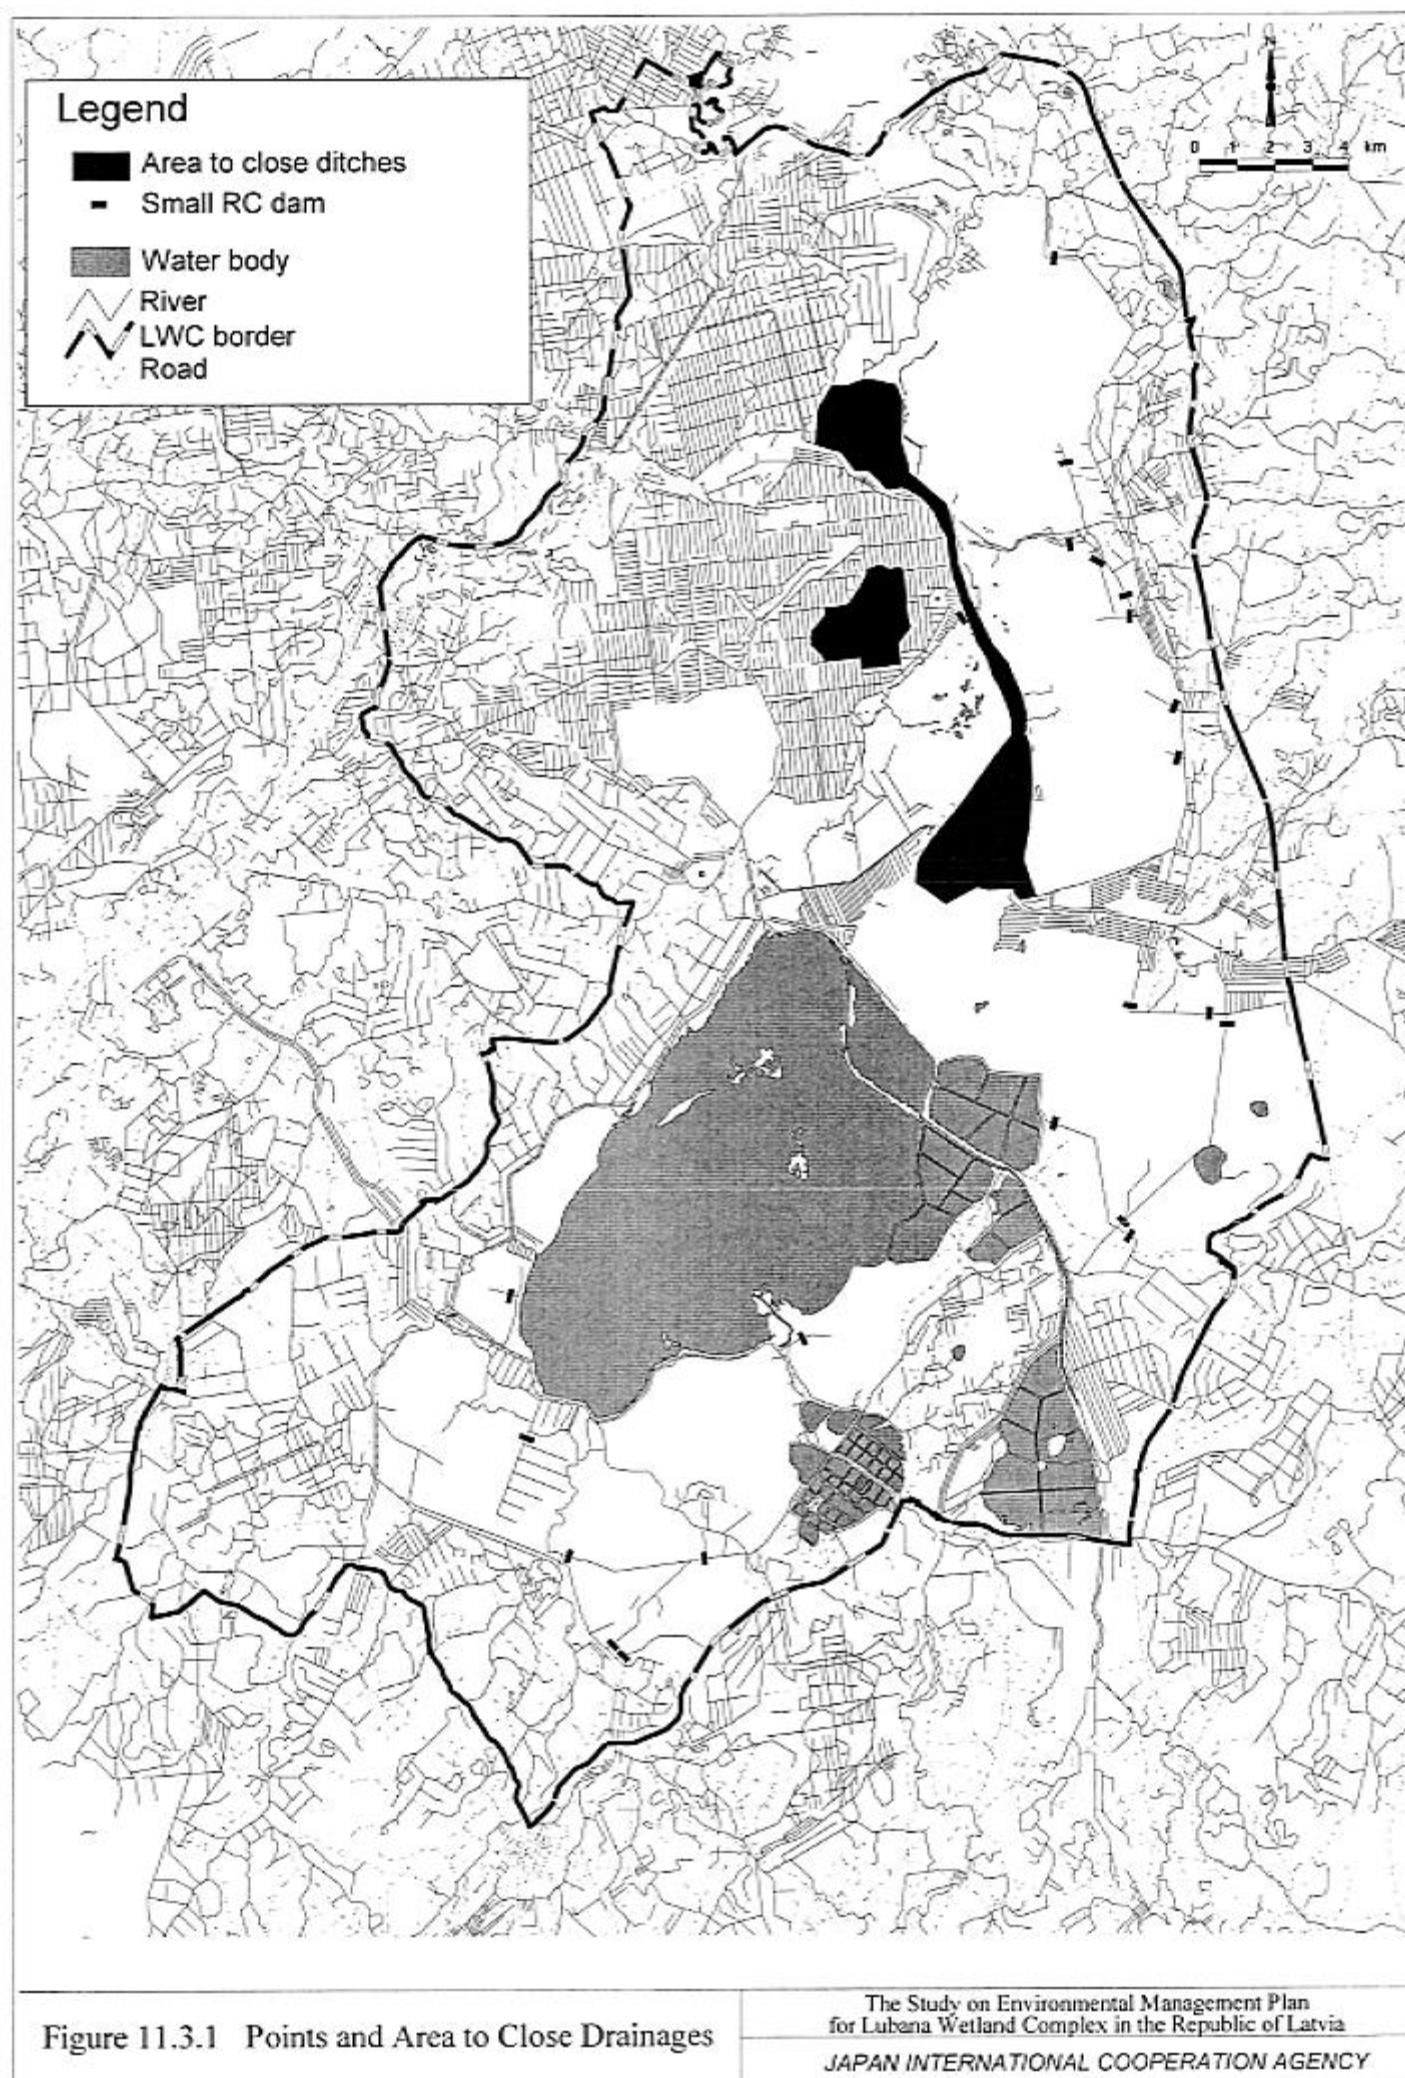 Legend
Area to close ditches
Small RC dam
Water body
River
LWC border
Road
N
0 1 2 3 4 km
Figure 11.3.1 Points and Area to Close Drainages
The Study on Environmental Management Plan
for Lubana Wetland Complex in the Republic of Latvia
JAPAN INTERNATIONAL COOPERATION AGENCY